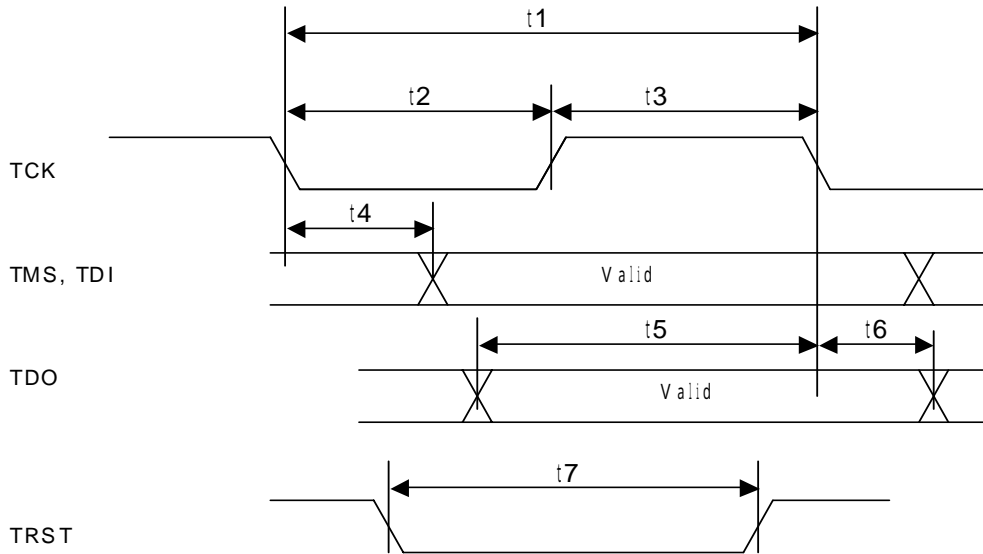 t1
t2
t3
TCK
t4
TMS, TDI
Valid
t5
t6
TDO
Valid
t7
TRST